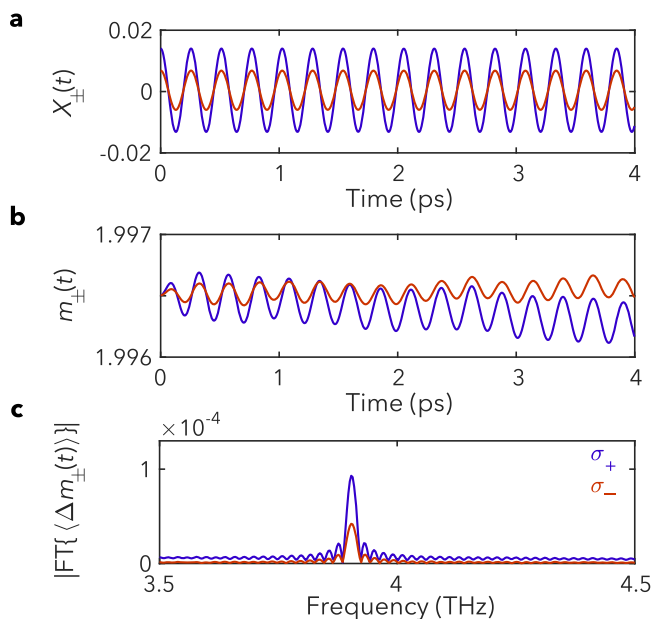 a
0.02
0
-0.02
X±(t)
0 1 2 3 4
Time (ps)
b
1.997
1.996
m±(t)
0 1 2 3 4
Time (ps)
c
×10⁻⁴
1
0
|FT{⟨Δm±(t)⟩}|
σ₊
σ₋
3.5 4 4.5
Frequency (THz)